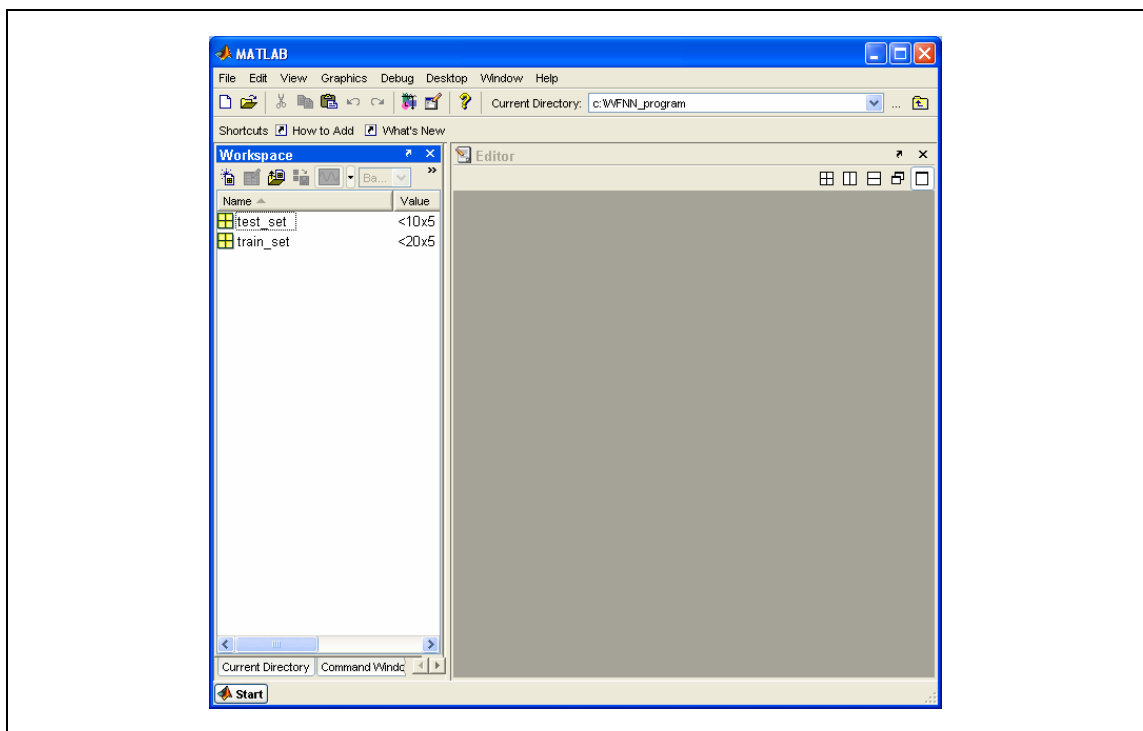 MATLAB
File Edit View Graphics Debug Desktop Window Help
Current Directory: c:\WFNN_program ...
Shortcuts How to Add What's New
Workspace
Editor
Ba... »
Name Value
test_set <10x5
train_set <20x5
Current Directory Command Windo
Start